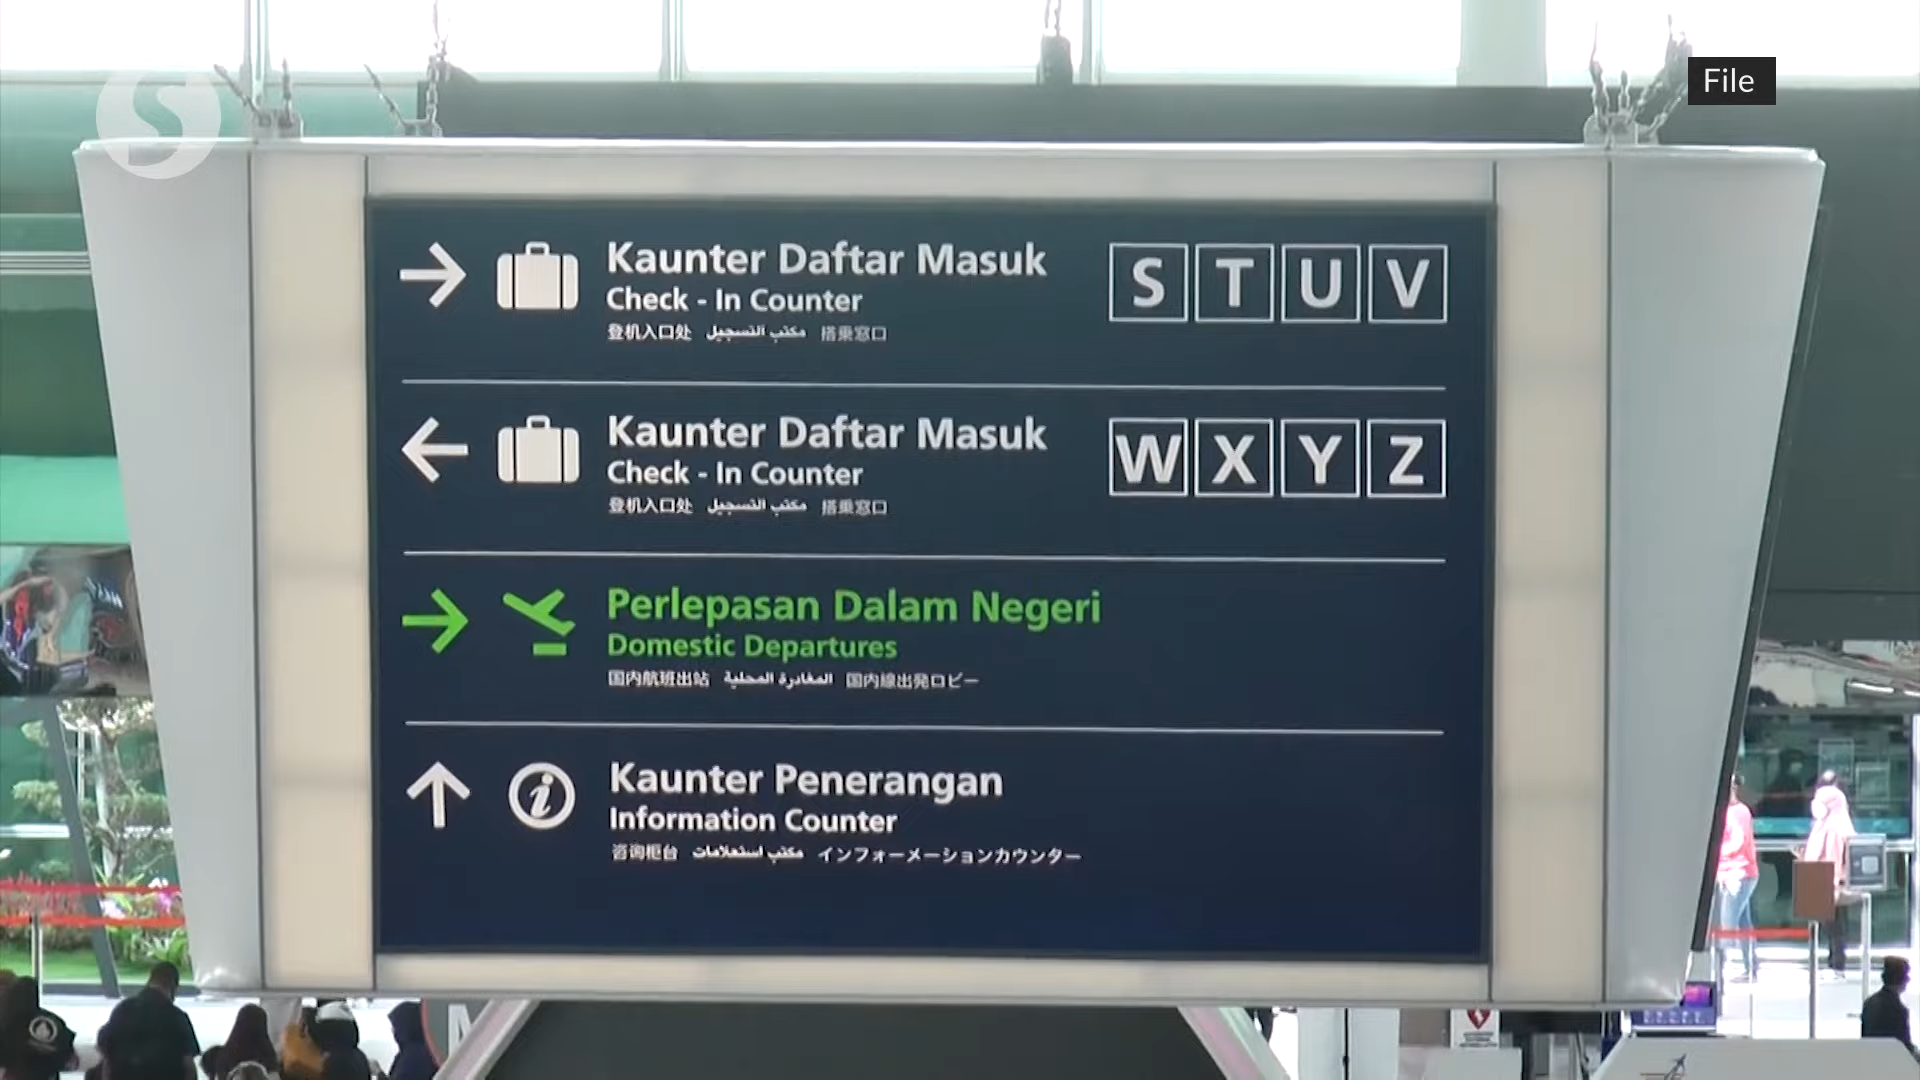 File
Kaunter Daftar Masuk
S T U V
Check - In Counter
登机入口处 مكتب التسجيل 搭乗窓口
Kaunter Daftar Masuk
W X Y Z
Check - In Counter
登机入口处 مكتب التسجيل 搭乗窓口
Perlepasan Dalam Negeri
Domestic Departures
国内航班出站 المغادرة المحلية 国内線出発ロビー
Kaunter Penerangan
Information Counter
咨询柜台 مكتب استعلامات インフォーメーションカウンター